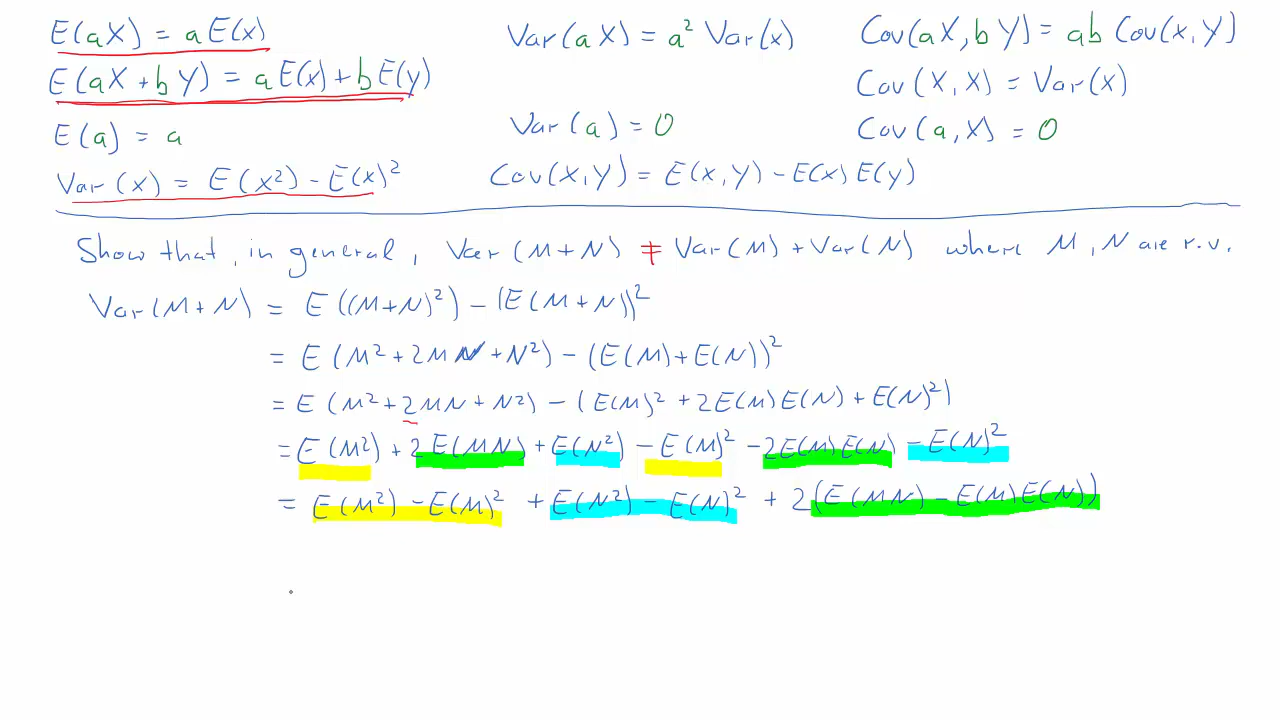 E(aX) = a E(x)
Var(aX) = a² Var(x)
Cov(aX, bY) = ab Cov(x, Y)
E(aX + bY) = a E(x) + b E(y)
Cov(X, X) = Var(x)
E(a) = a
Var(a) = 0
Cov(a, X) = 0
Var(x) = E(x²) - E(x)²
Cov(X, Y) = E(x, Y) - E(x) E(y)
Show that, in general, Var(M+N) ≠ Var(M) + Var(N) where M, N are r.v.
Var(M+N) = E((M+N)²) - (E(M+N))²
= E(M² + 2MN + N²) - (E(M) + E(N))²
= E(M² + 2MN + N²) - (E(M)² + 2E(M)E(N) + E(N)²)
= E(M²) + 2E(MN) + E(N²) - E(M)² - 2E(M)E(N) - E(N)²
= E(M²) - E(M)² + E(N²) - E(N)² + 2(E(MN) - E(M)E(N))